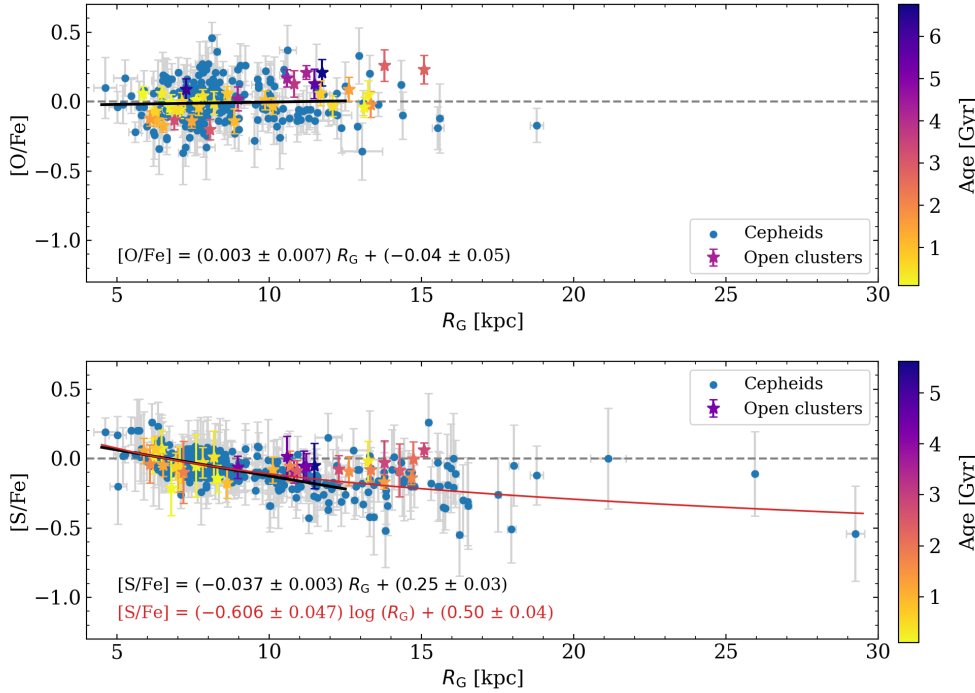 0.5
0.0
−0.5
−1.0
[O/Fe]
Cepheids
Open clusters
[O/Fe] = (0.003 ± 0.007) R_G + (−0.04 ± 0.05)
5 10 15 20 25 30
R_G [kpc]
6
5
4
3
2
1
Age [Gyr]
0.5
0.0
−0.5
−1.0
[S/Fe]
Cepheids
Open clusters
[S/Fe] = (−0.037 ± 0.003) R_G + (0.25 ± 0.03)
[S/Fe] = (−0.606 ± 0.047) log (R_G) + (0.50 ± 0.04)
5 10 15 20 25 30
R_G [kpc]
5
4
3
2
1
Age [Gyr]